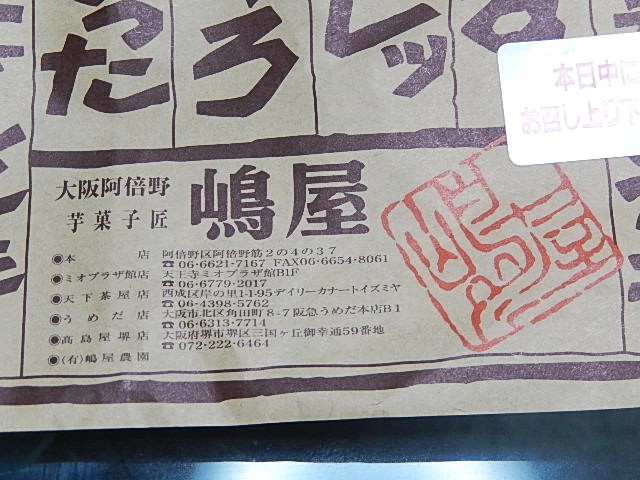 った
ろ
レッ
本日中に
お召し上り下
大阪阿倍野
芋菓子匠
嶋屋
●本店 阿倍野区阿倍野筋2の4の37
☎06-6621-7167 FAX06-6654-8061
●ミオプラザ館店 天王寺ミオプラザ館B1F
☎06-6779-2017
●天下茶屋店 西成区岸の里1-1-95デイリーカナートイズミヤ
☎06-4398-5762
●うめだ店 大阪市北区角田町8-7阪急うめだ本店B1
☎06-6313-7714
●髙島屋堺店 大阪府堺市堺区三国ヶ丘御幸通59番地
☎072-222-6464
●(有)嶋屋農園